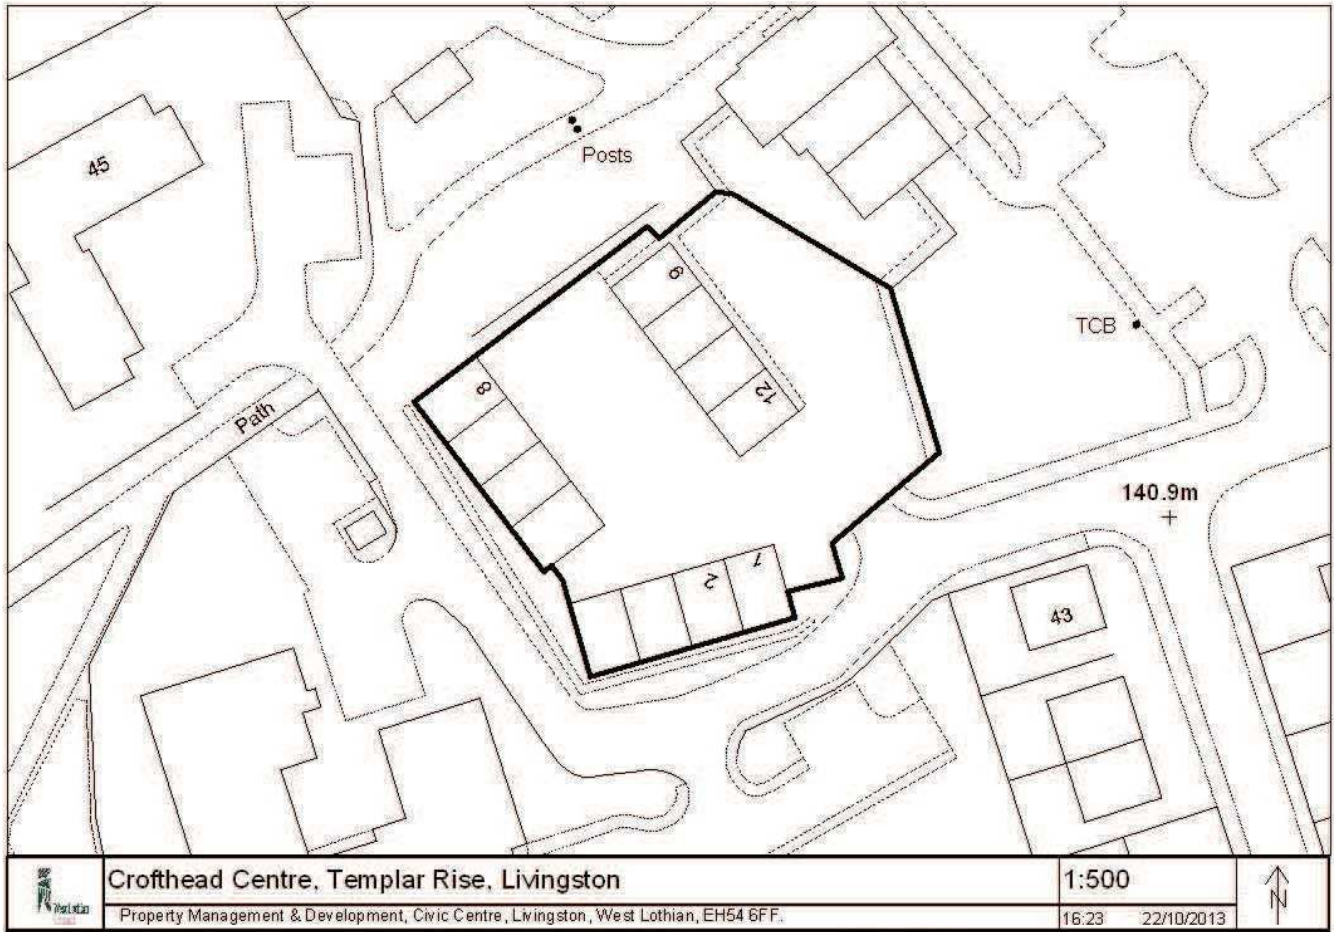 45
Posts
9
TCB
8
12
Path
140.9m
1
2
43
Crofthead Centre, Templar Rise, Livingston
1:500
Property Management & Development, Civic Centre, Livingston, West Lothian, EH54 6FF.
16:23 22/10/2013
N